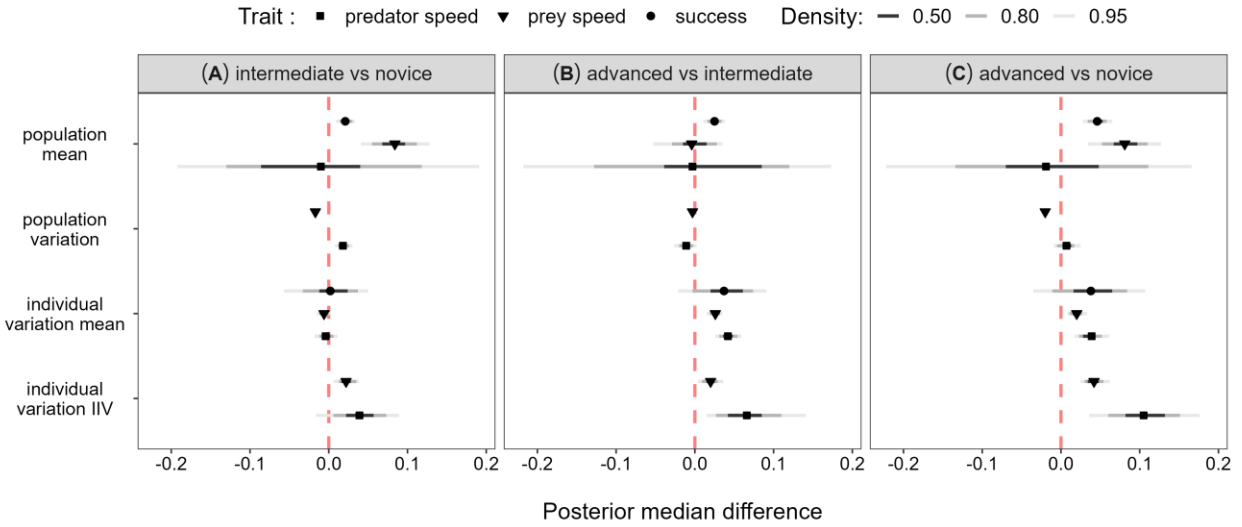 Trait : predator speed prey speed success Density: 0.50 0.80 0.95
(A) intermediate vs novice
(B) advanced vs intermediate
(C) advanced vs novice
population
mean
population
variation
individual
variation mean
individual
variation IIV
-0.2 -0.1 0.0 0.1 0.2
-0.2 -0.1 0.0 0.1 0.2
-0.2 -0.1 0.0 0.1 0.2
Posterior median difference